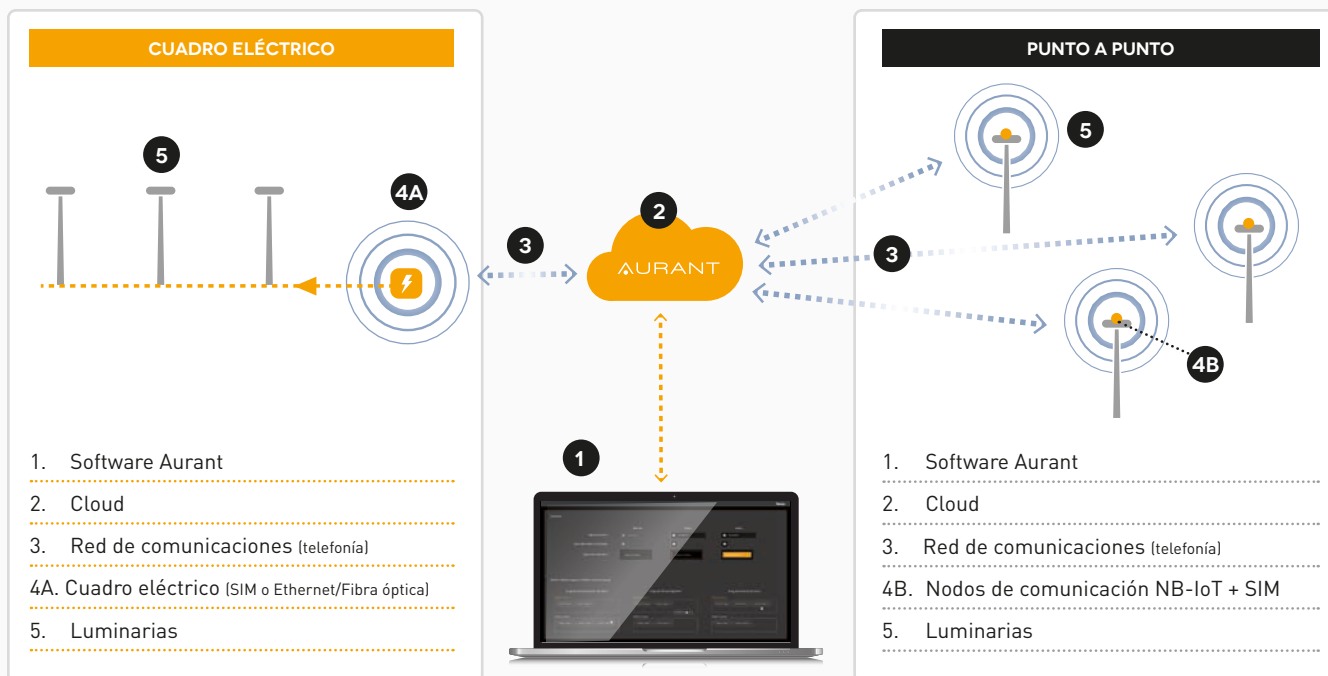 CUADRO ELÉCTRICO
5
4A
1. Software Aurant
2. Cloud
3. Red de comunicaciones (telefonía)
4A. Cuadro eléctrico (SIM o Ethernet/Fibra óptica)
5. Luminarias
3
2
AURANT
1
PUNTO A PUNTO
5
3
4B
1. Software Aurant
2. Cloud
3. Red de comunicaciones (telefonía)
4B. Nodos de comunicación NB-IoT + SIM
5. Luminarias